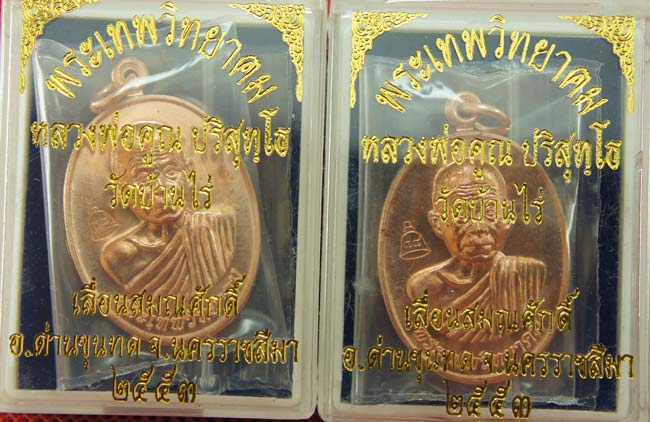 พระเทพวิทยาคม
หลวงพ่อคูณ ปริสุทฺโธ
วัดบ้านไร่
เลื่อนสมณศักดิ์
อ.ด่านขุนทด จ.นครราชสีมา
๒๕๕๓
พระเทพวิทยาคม
หลวงพ่อคูณ ปริสุทฺโธ
วัดบ้านไร่
๘๘
เลื่อนสมณศักดิ์
อ.ด่านขุนทด จ.นครราชสีมา
๒๕๕๓